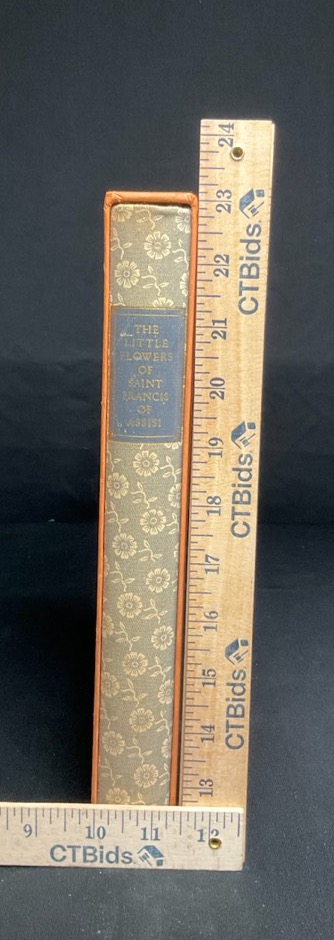 THE
LITTLE
FLOWERS
OF
SAINT
FRANCIS
OF
ASSISI
24
23
CTBids
22
21
20
19
CTBids
18
17
16
15
CTBids
14
13
9 10 11 12
CTBids